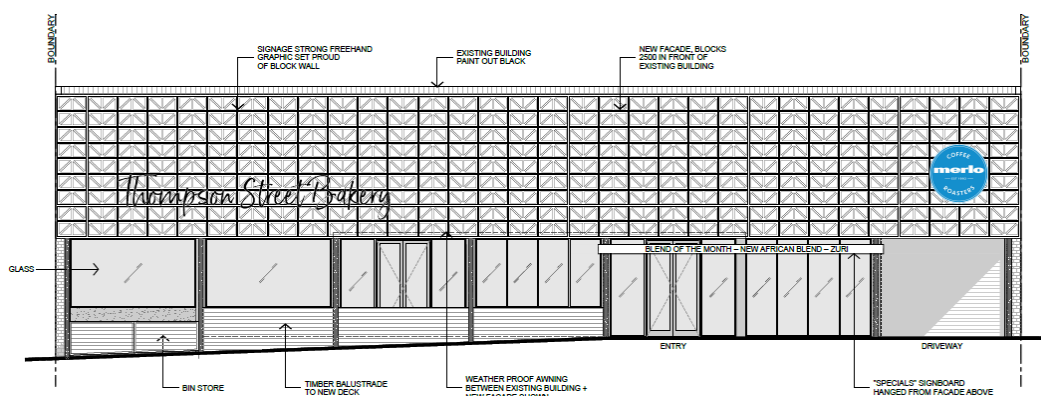 BOUNDARY
SIGNAGE STRONG FREEHAND
GRAPHIC SET PROUD
OF BLOCK WALL
EXISTING BUILDING
PAINT OUT BLACK
NEW FACADE, BLOCKS
2500 IN FRONT OF
EXISTING BUILDING
BOUNDARY
COFFEE
merlo
ROASTERS
Thompson Street Bakery
BLEND OF THE MONTH – NEW AFRICAN BLEND – ZURI
GLASS
ENTRY
DRIVEWAY
BIN STORE
TIMBER BALUSTRADE
TO NEW DECK
WEATHER PROOF AWNING
BETWEEN EXISTING BUILDING +
NEW FACADE SHOWN
"SPECIALS" SIGNBOARD
HANGED FROM FACADE ABOVE